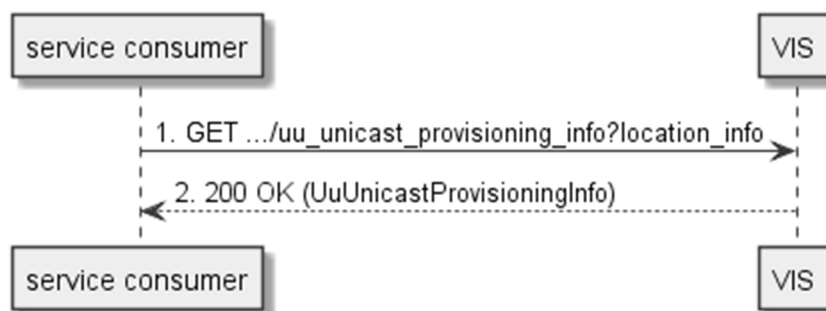 service consumer
VIS
1. GET .../uu_unicast_provisioning_info?location_info
2. 200 OK (UuUnicastProvisioningInfo)
service consumer
VIS